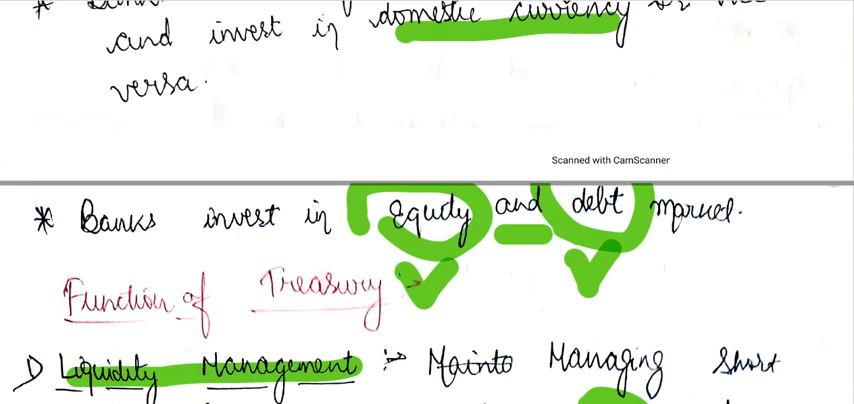 domestic currency
and invest in
versa.
Scanned with CamScanner
* Banks invest in Equity and debt market.
Function of Treasury :-
1) Liquidity Management :- Mainta Managing short